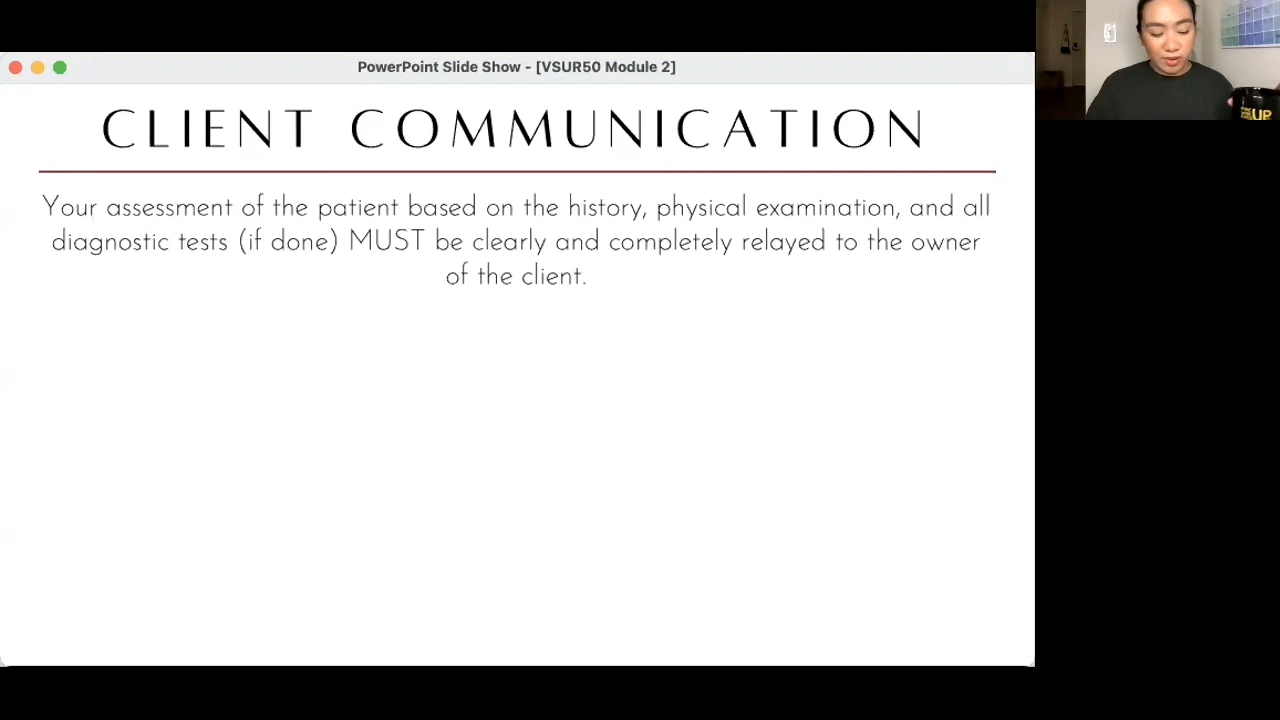 PowerPoint Slide Show - [VSUR50 Module 2]
CLIENT COMMUNICATION
Your assessment of the patient based on the history, physical examination, and all
diagnostic tests (if done) MUST be clearly and completely relayed to the owner
of the client.
UP